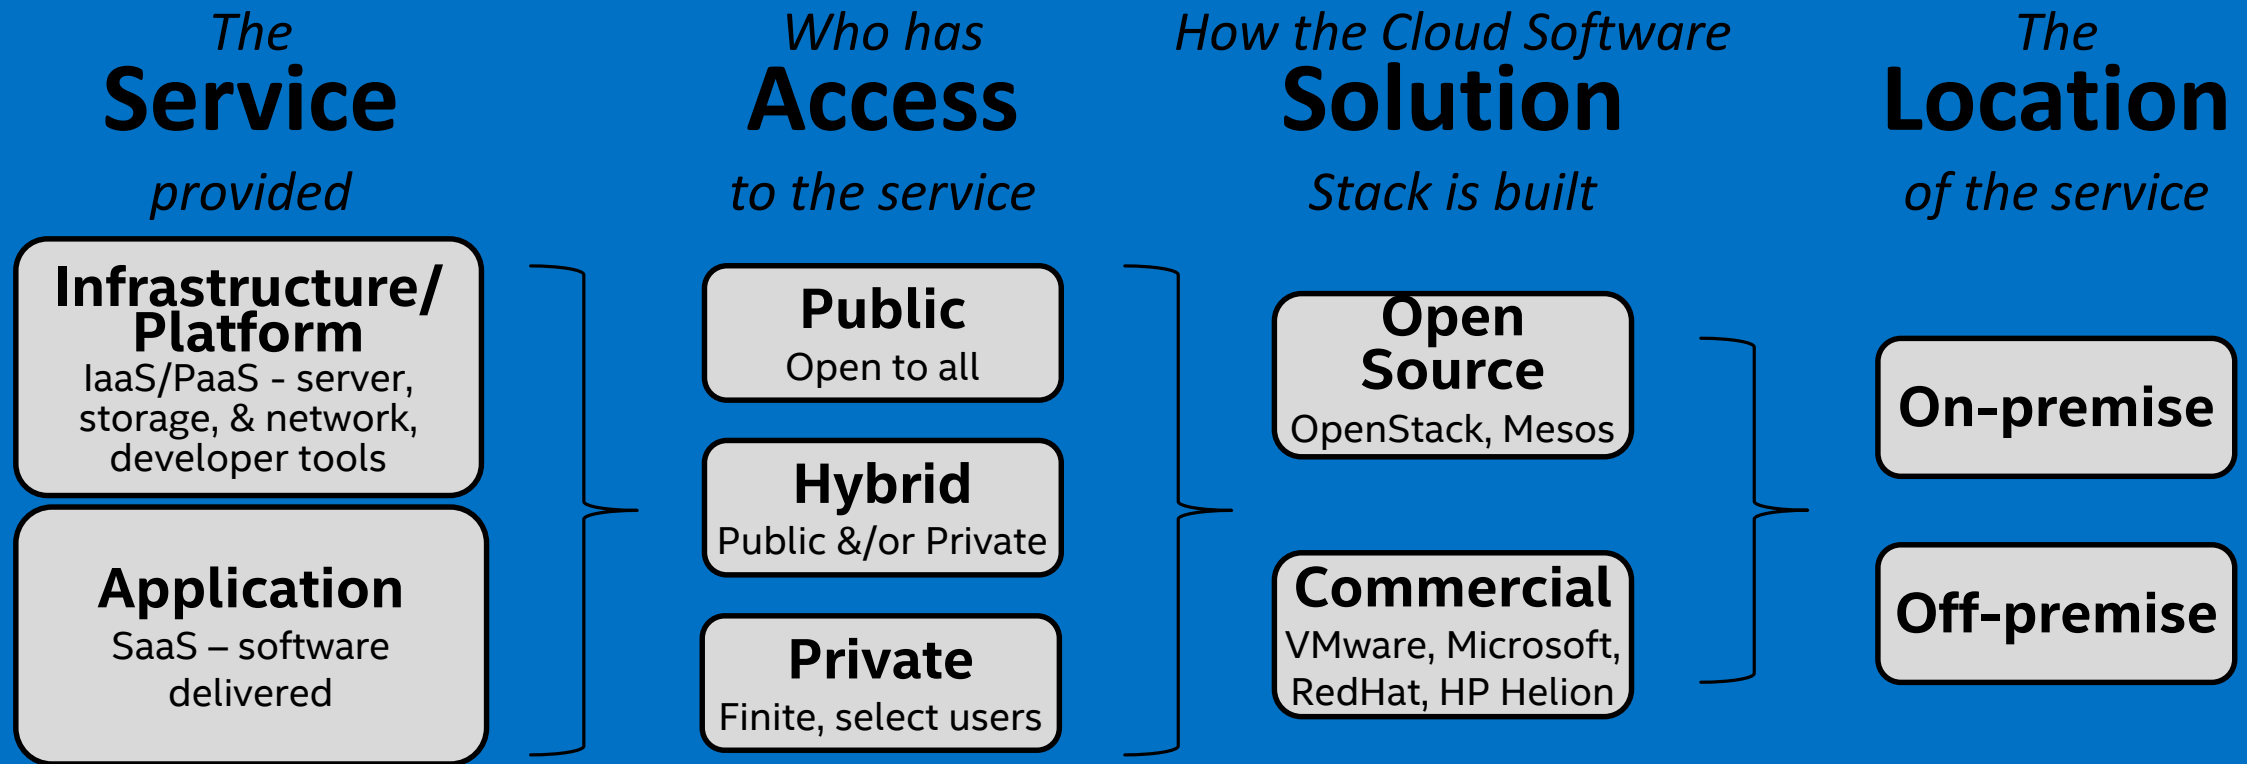 The
Service
provided
Infrastructure/
Platform
IaaS/PaaS - server,
storage, & network,
developer tools
Application
SaaS – software
delivered
Who has
Access
to the service
Public
Open to all
Hybrid
Public &/or Private
Private
Finite, select users
How the Cloud Software
Solution
Stack is built
Open
Source
OpenStack, Mesos
Commercial
VMware, Microsoft,
RedHat, HP Helion
The
Location
of the service
On-premise
Off-premise